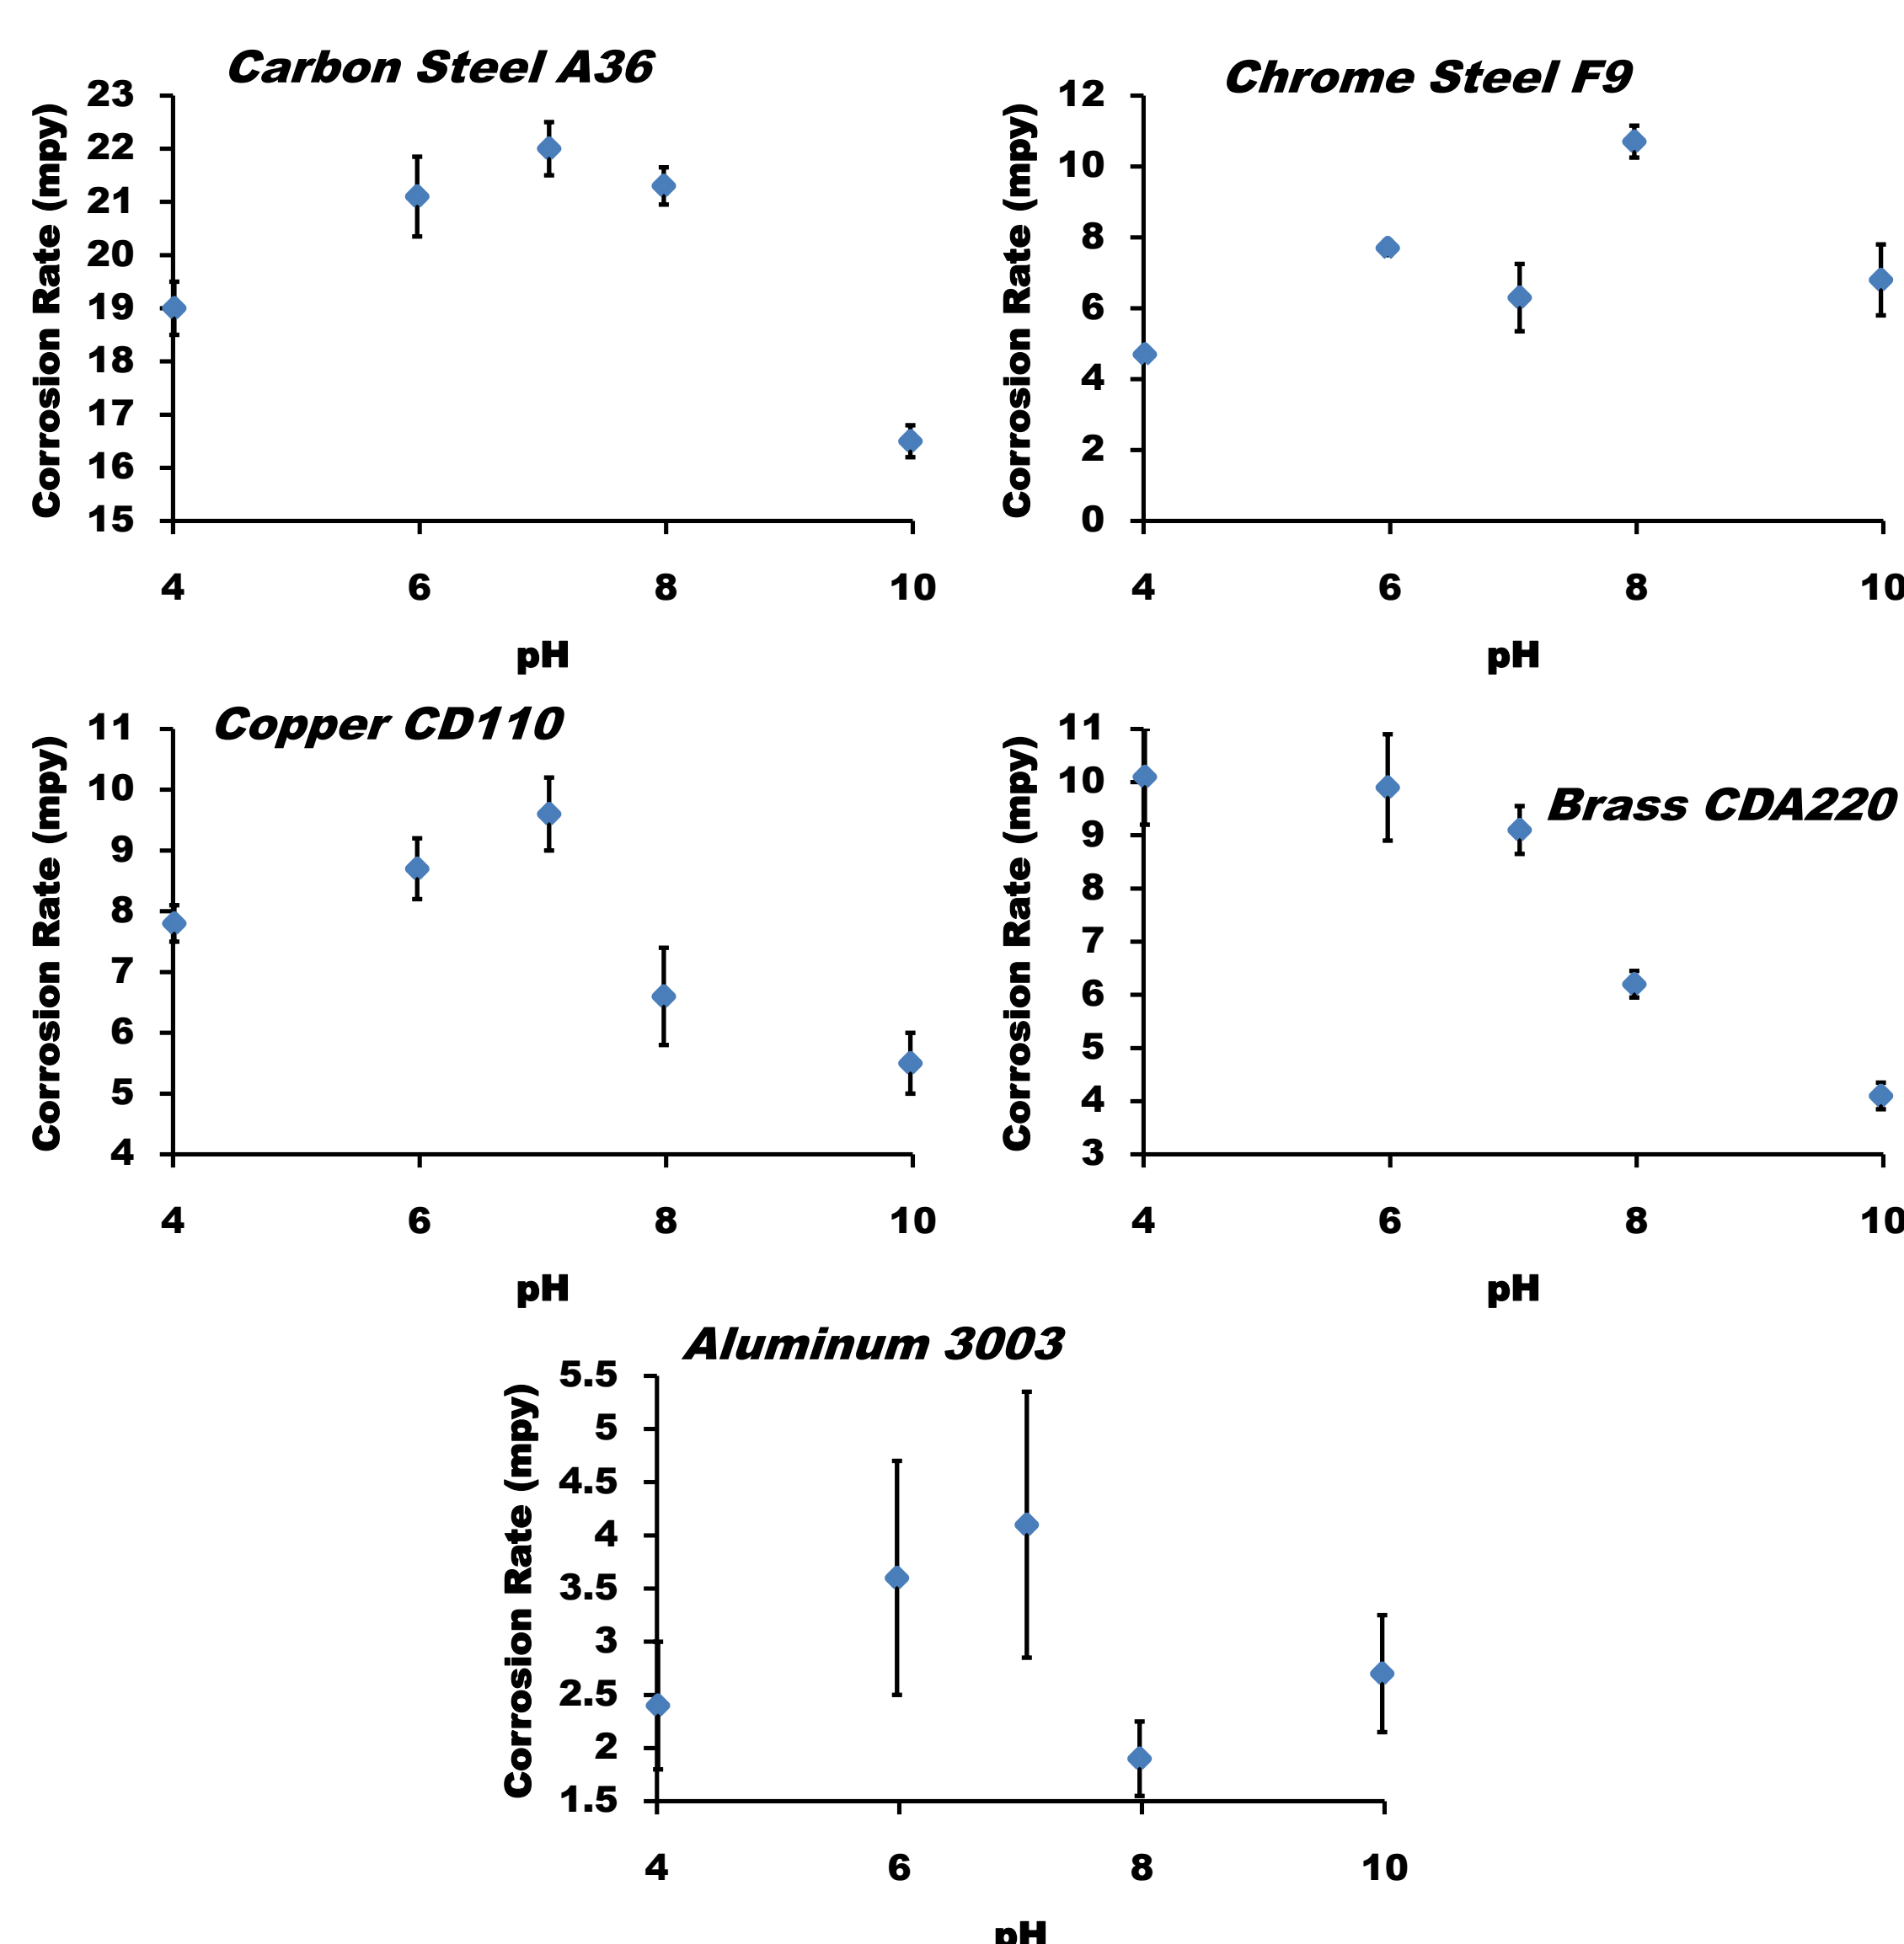 Carbon Steel A36
Corrosion Rate (mpy)
23
22
21
20
19
18
17
16
15
4 6 8 10
pH
Chrome Steel F9
Corrosion Rate (mpy)
12
10
8
6
4
2
0
4 6 8 10
pH
Copper CD110
Corrosion Rate (mpy)
11
10
9
8
7
6
5
4
4 6 8 10
pH
Brass CDA220
Corrosion Rate (mpy)
11
10
9
8
7
6
5
4
3
4 6 8 10
pH
Aluminum 3003
Corrosion Rate (mpy)
5.5
5
4.5
4
3.5
3
2.5
2
1.5
4 6 8 10
pH